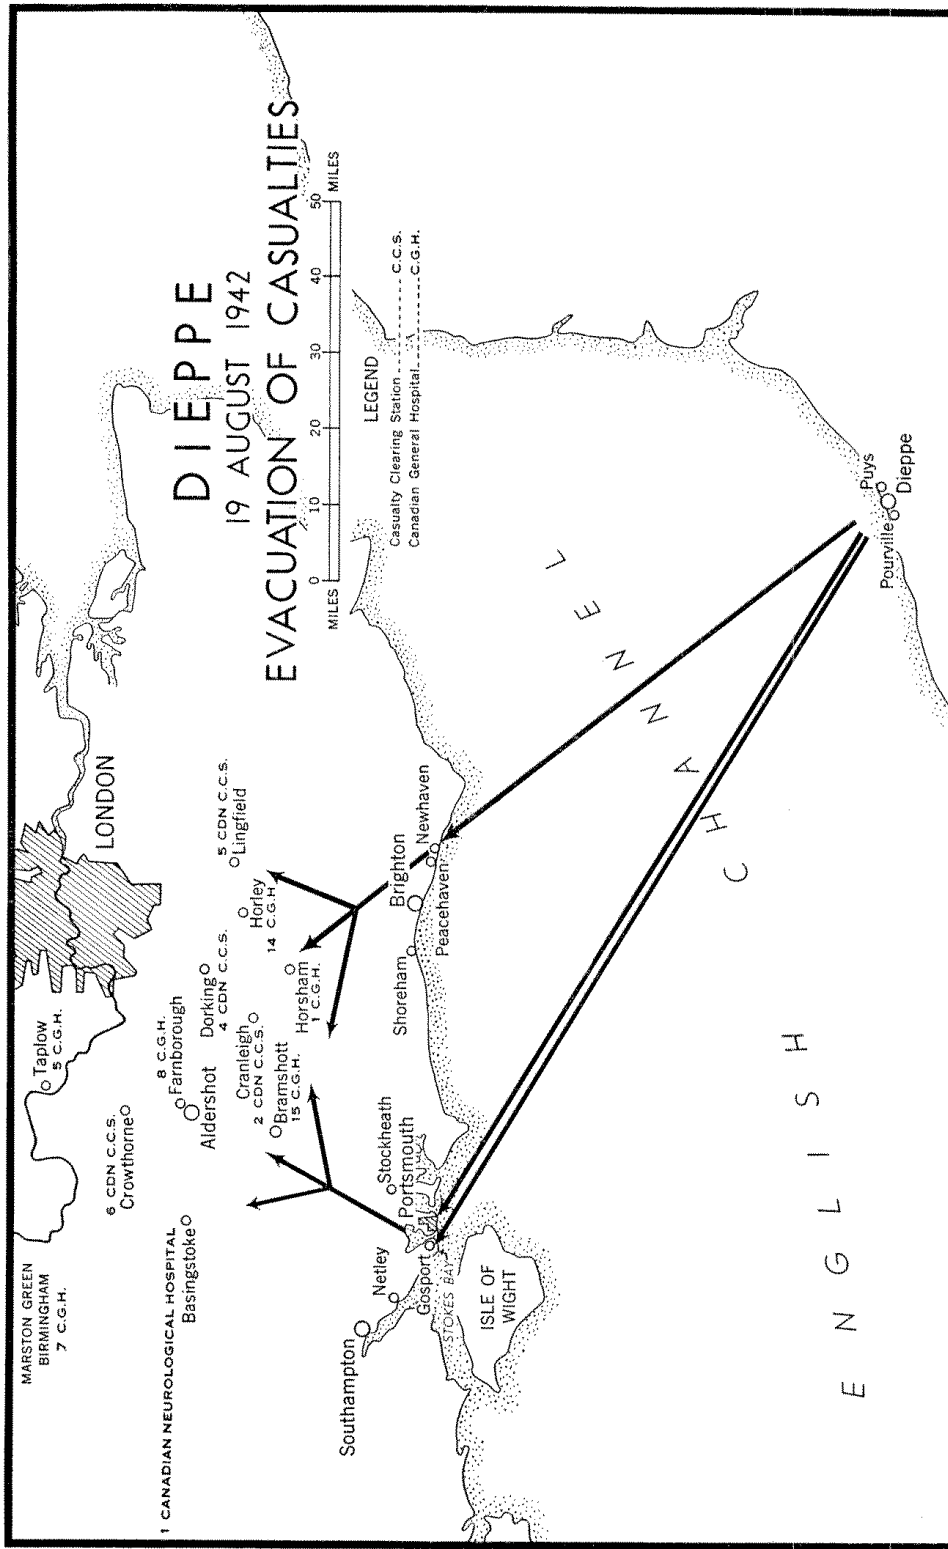 DIEPPE
19 AUGUST 1942
EVACUATION OF CASUALTIES
0 10 20 30 40 50
MILES MILES
LEGEND
Casualty Clearing Station - - - - - - - - C.C.S.
Canadian General Hospital - - - - - - - C.G.H.
MARSTON GREEN
BIRMINGHAM
7 C.G.H.
Taplow
5 C.G.H.
LONDON
6 CDN C.C.S.
Crowthorne
1 CANADIAN NEUROLOGICAL HOSPITAL
Basingstoke
8 C.G.H.
Farnborough
Aldershot
Dorking
4 CDN C.C.S.
5 CDN C.C.S.
Lingfield
Cranleigh
2 CDN C.C.S.
Bramshott
15 C.G.H.
Horley
14 C.G.H.
Horsham
1 C.G.H.
Southampton
Netley
Stockheath
Portsmouth
Gosport
STOKES BAY
ISLE OF
WIGHT
Shoreham
Brighton
Peacehaven
Newhaven
ENGLISH CHANNEL
Puys
Dieppe
Pourville